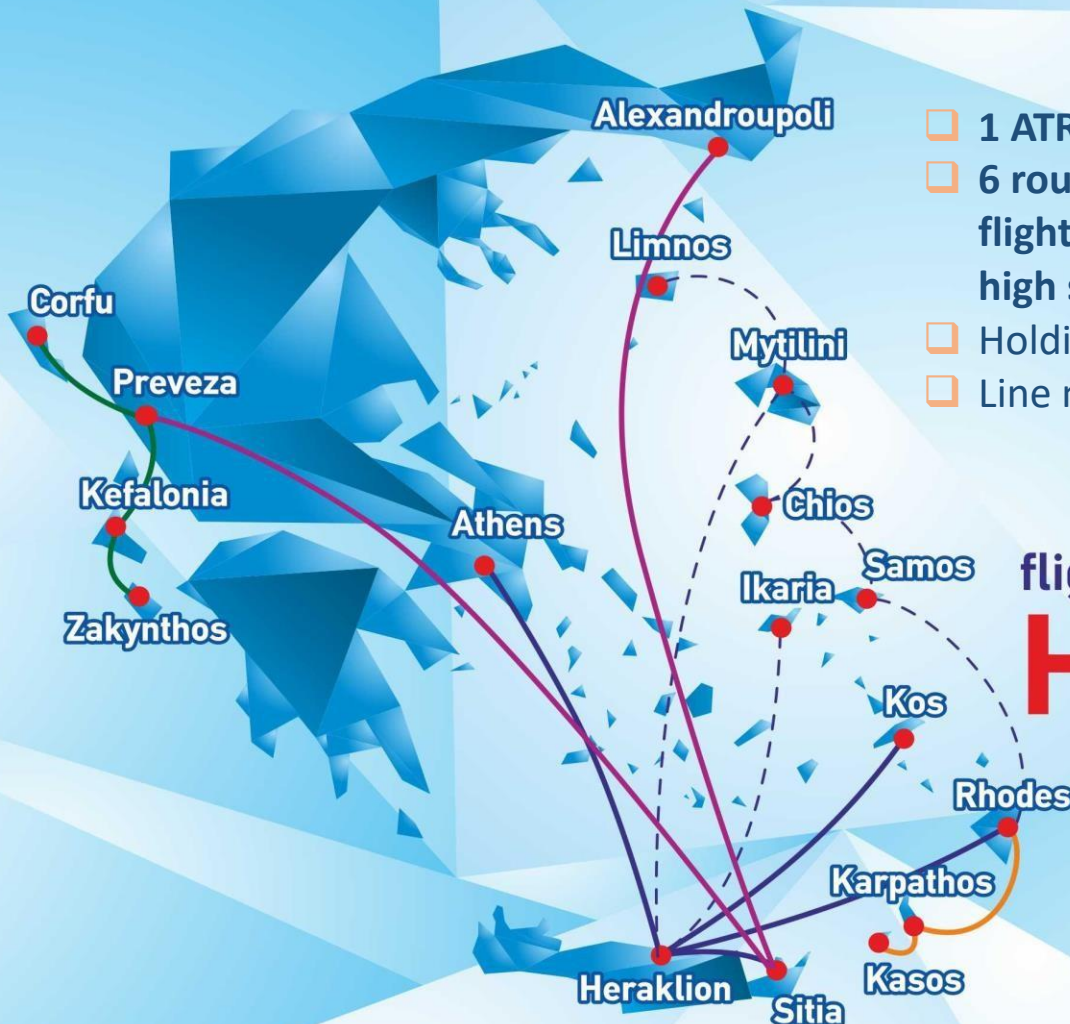 Alexandroupoli
1 ATR
6 rou
flight
high s
Holdi
Line r
Limnos
Corfu
Mytilini
Preveza
Kefalonia
Chios
Athens
Samos
Ikaria
flig
H
Zakynthos
Kos
Rhodes
Karpathos
Heraklion
Kasos
Sitia